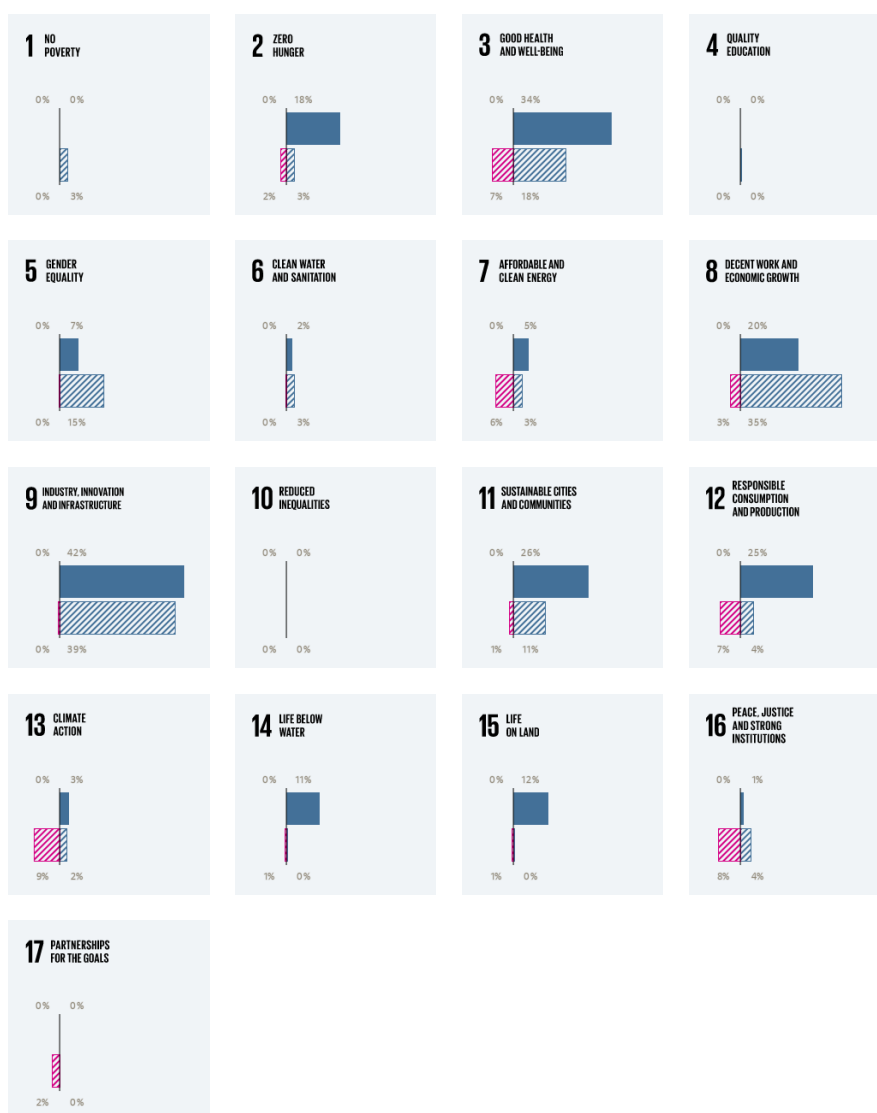 1 NO
POVERTY
0% 0%
0% 3%
2 ZERO
HUNGER
0% 18%
2% 3%
3 GOOD HEALTH
AND WELL-BEING
0% 34%
7% 18%
4 QUALITY
EDUCATION
0% 0%
0% 0%
5 GENDER
EQUALITY
0% 7%
0% 15%
6 CLEAN WATER
AND SANITATION
0% 2%
0% 3%
7 AFFORDABLE AND
CLEAN ENERGY
0% 5%
6% 3%
8 DECENT WORK AND
ECONOMIC GROWTH
0% 20%
3% 35%
9 INDUSTRY, INNOVATION
AND INFRASTRUCTURE
0% 42%
0% 39%
10 REDUCED
INEQUALITIES
0% 0%
0% 0%
11 SUSTAINABLE CITIES
AND COMMUNITIES
0% 26%
1% 11%
12 RESPONSIBLE
CONSUMPTION
AND PRODUCTION
0% 25%
7% 4%
13 CLIMATE
ACTION
0% 3%
9% 2%
14 LIFE BELOW
WATER
0% 11%
1% 0%
15 LIFE
ON LAND
0% 12%
1% 0%
16 PEACE, JUSTICE
AND STRONG
INSTITUTIONS
0% 1%
8% 4%
17 PARTNERSHIPS
FOR THE GOALS
0% 0%
2% 0%